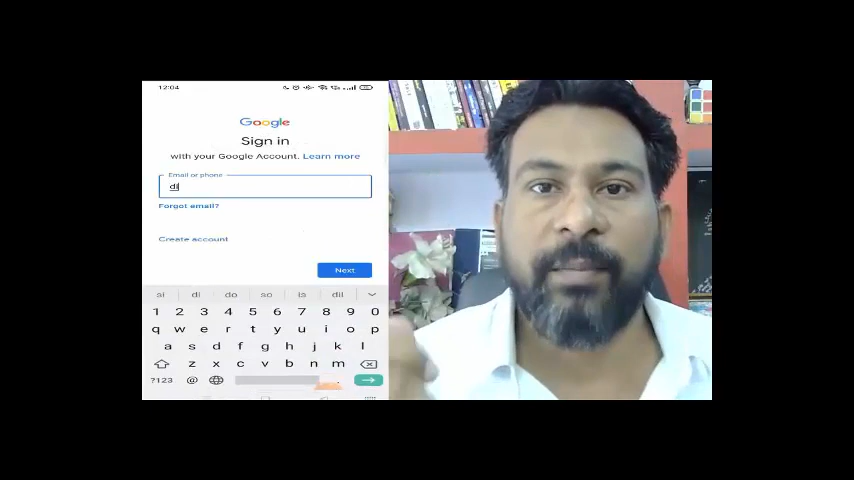 12:04
Google
Sign in
with your Google Account. Learn more
Email or phone
di
Forgot email?
Create account
Next
si di do so is dil
1 2 3 4 5 6 7 8 9 0
q w e r t y u i o p
a s d f g h j k l
z x c v b n m
?123 @ .